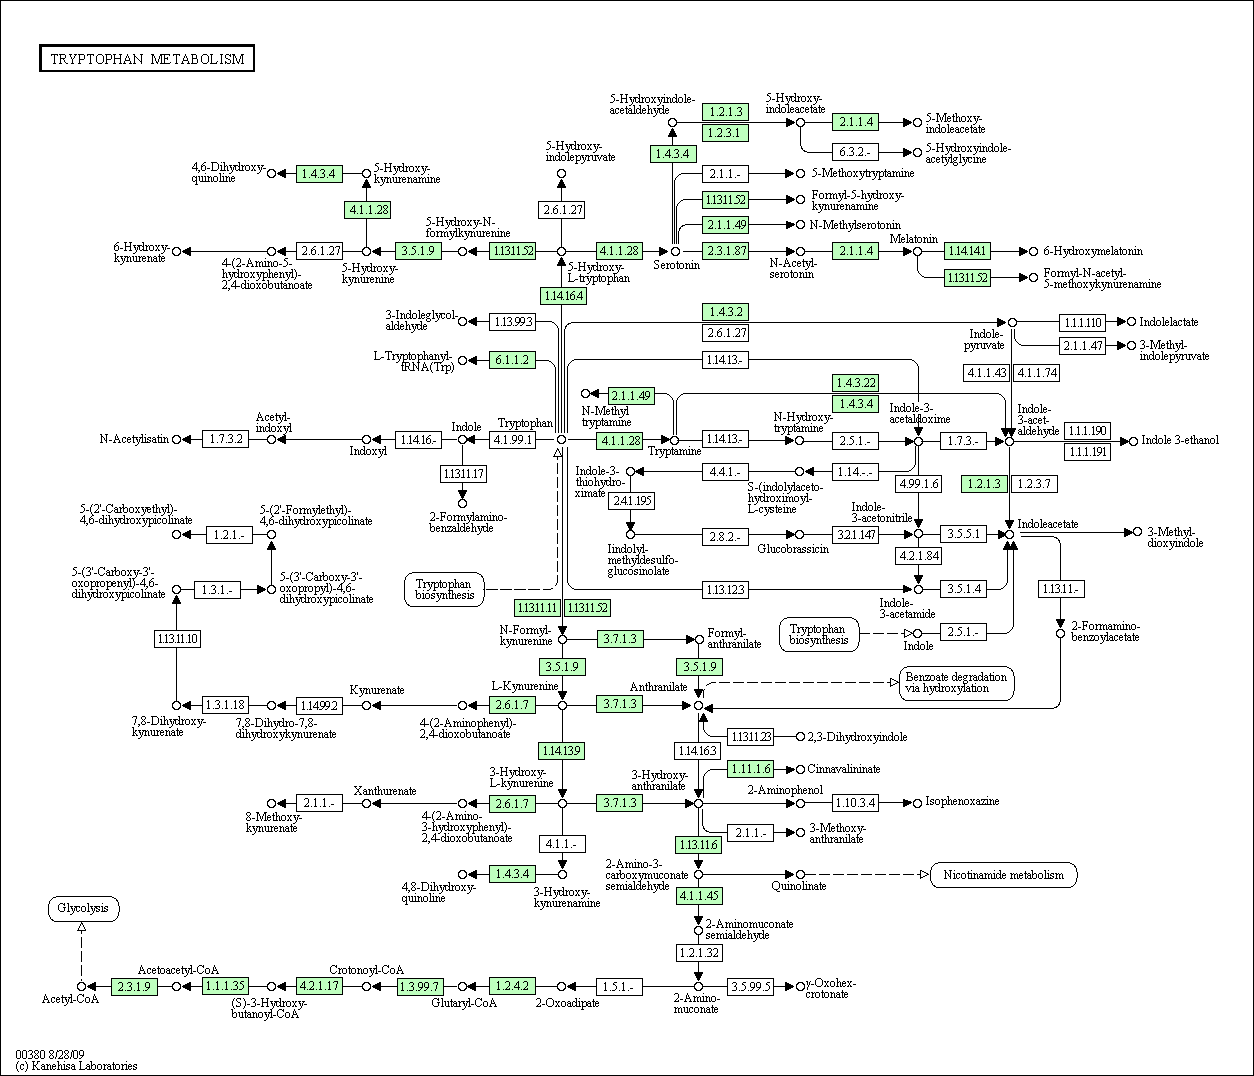 TRYPTOPHAN METABOLISM
5-Hydroxyindole-
acetaldehyde
1.2.1.3
1.2.3.1
5-Hydroxy-
indoleacetate
2.1.1.4
5-Methoxy-
indoleacetate
6.3.2.-
5-Hydroxyindole-
acetylglycine
1.4.3.4
2.1.1.-
5-Methoxytryptamine
1.13.11.52
Formyl-5-hydroxy-
kynurenamine
2.1.1.49
N-Methylserotonin
4,6-Dihydroxy-
quinoline
1.4.3.4
5-Hydroxy-
kynurenamine
4.1.1.28
5-Hydroxy-
indolepyruvate
2.6.1.27
6-Hydroxy-
kynurenate
4-(2-Amino-5-
hydroxyphenyl)-
2,4-dioxobutanoate
2.6.1.27
5-Hydroxy-
kynurenine
3.5.1.9
5-Hydroxy-N-
formylkynurenine
1.13.11.52
5-Hydroxy-
L-tryptophan
4.1.1.28
Serotonin
2.3.1.87
N-Acetyl-
serotonin
2.1.1.4
Melatonin
1.14.14.1
6-Hydroxymelatonin
1.13.11.52
Formyl-N-acetyl-
5-methoxykynurenamine
1.14.16.4
3-Indoleglycol-
aldehyde
1.13.99.3
L-Tryptophanyl-
tRNA(Trp)
6.1.1.2
1.4.3.2
2.6.1.27
Indole-
pyruvate
1.1.1.110
Indolelactate
2.1.1.47
3-Methyl-
indolepyruvate
1.14.13.-
4.1.1.43
4.1.1.74
2.1.1.49
N-Methyl
tryptamine
1.4.3.22
1.4.3.4
N-Acetylisatin
1.7.3.2
Acetyl-
indoxyl
Indoxyl
1.14.16.-
Indole
4.1.99.1
Tryptophan
4.1.1.28
Tryptamine
1.14.13.-
N-Hydroxy-
tryptamine
2.5.1.-
Indole-3-
acetaldoxime
1.7.3.-
Indole-
3-acet-
aldehyde
1.1.1.190
1.1.1.191
Indole 3-ethanol
1.13.11.17
2-Formylamino-
benzaldehyde
Indole-3-
thiohydro-
ximate
4.4.1.-
S-(indolylaceto-
hydroximoyl-
L-cysteine
1.14.-.-
4.99.1.6
1.2.1.3
1.2.3.7
2.4.1.195
Iindolyl-
methyldesulfo-
glucosinolate
2.8.2.-
Glucobrassicin
3.2.1.147
Indole-
3-acetonitrile
3.5.5.1
Indoleacetate
3-Methyl-
dioxyindole
4.2.1.84
5-(2'-Carboxyethyl)-
4,6-dihydroxypicolinate
1.2.1.-
5-(2'-Formylethyl)-
4,6-dihydroxypicolinate
5-(3'-Carboxy-3'-
oxopropenyl)-4,6-
dihydroxypicolinate
1.3.1.-
5-(3'-Carboxy-3'-
oxopropyl)-4,6-
dihydroxypicolinate
Tryptophan
biosynthesis
1.13.12.3
Indole-
3-acetamide
3.5.1.4
1.13.11.-
1.13.11.11
1.13.11.52
1.13.11.10
N-Formyl-
kynurenine
3.7.1.3
Formyl-
anthranilate
Tryptophan
biosynthesis
Indole
2.5.1.-
2-Formamino-
benzoylacetate
3.5.1.9
3.5.1.9
Benzoate degradation
via hydroxylation
7,8-Dihydroxy-
kynurenate
1.3.1.18
7,8-Dihydro-7,8-
dihydroxykynurenate
1.14.99.2
Kynurenate
4-(2-Aminophenyl)-
2,4-dioxobutanoate
2.6.1.7
L-Kynurenine
3.7.1.3
Anthranilate
1.13.11.23
2,3-Dihydroxyindole
1.14.13.9
1.14.16.3
8-Methoxy-
kynurenate
2.1.1.-
Xanthurenate
4-(2-Amino-
3-hydroxyphenyl)-
2,4-dioxobutanoate
2.6.1.7
3-Hydroxy-
L-kynurenine
3.7.1.3
3-Hydroxy-
anthranilate
1.11.1.6
Cinnavalininate
2-Aminophenol
1.10.3.4
Isophenoxazine
2.1.1.-
3-Methoxy-
anthranilate
4.1.1.-
1.13.11.6
4,8-Dihydroxy-
quinoline
1.4.3.4
3-Hydroxy-
kynurenamine
2-Amino-3-
carboxymuconate
semialdehyde
Quinolinate
Nicotinamide metabolism
4.1.1.45
2-Aminomuconate
semialdehyde
1.2.1.32
Glycolysis
Acetyl-CoA
2.3.1.9
Acetoacetyl-CoA
1.1.1.35
(S)-3-Hydroxy-
butanoyl-CoA
4.2.1.17
Crotonoyl-CoA
1.3.99.7
Glutaryl-CoA
1.2.4.2
2-Oxoadipate
1.5.1.-
2-Amino-
muconate
3.5.99.5
γ-Oxohex-
crotonate
00380 8/28/09
(c) Kanehisa Laboratories